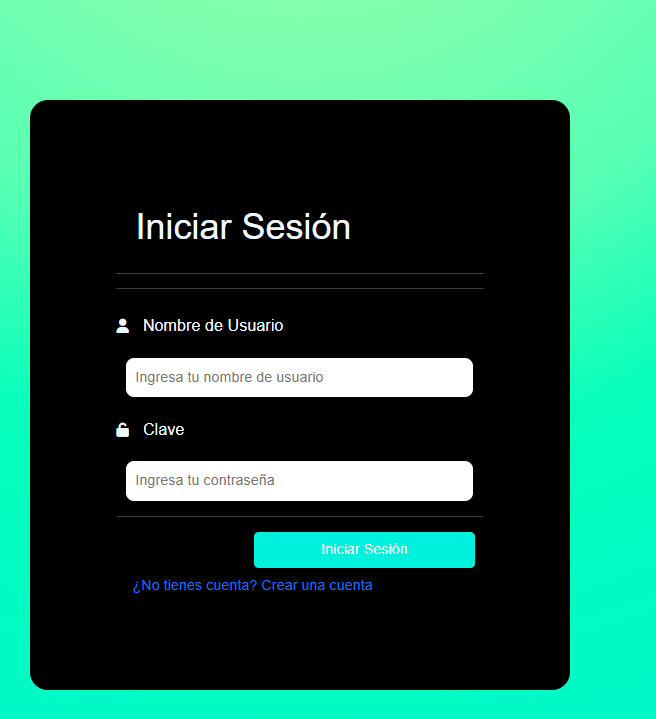 Iniciar Sesión
Nombre de Usuario
Ingresa tu nombre de usuario
Clave
Ingresa tu contraseña
Iniciar Sesión
¿No tienes cuenta? Crear una cuenta